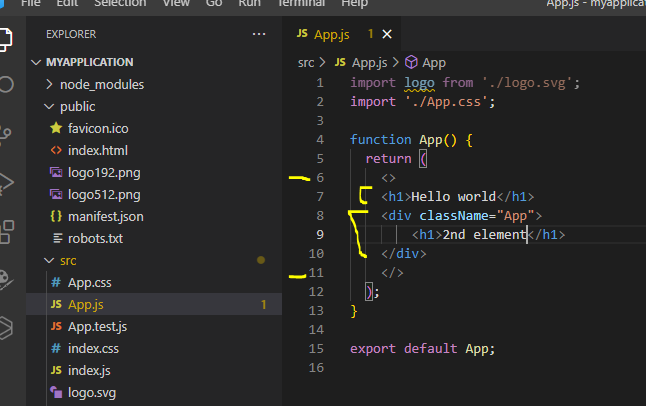 File Edit Selection View Go Run Terminal Help App.js - myapplication
EXPLORER ···
MYAPPLICATION
node_modules
public
favicon.ico
<> index.html
logo192.png
logo512.png
manifest.json
robots.txt
src
# App.css
JS App.js 1
JS App.test.js
# index.css
JS index.js
logo.svg
JS App.js 1 ×
src > JS App.js > App
1 import logo from './logo.svg';
2 import './App.css';
3
4 function App() {
5 return (
6 <>
7 <h1>Hello world</h1>
8 <div className="App">
9 <h1>2nd element</h1>
10 </div>
11 </>
12 );
13 }
14
15 export default App;
16